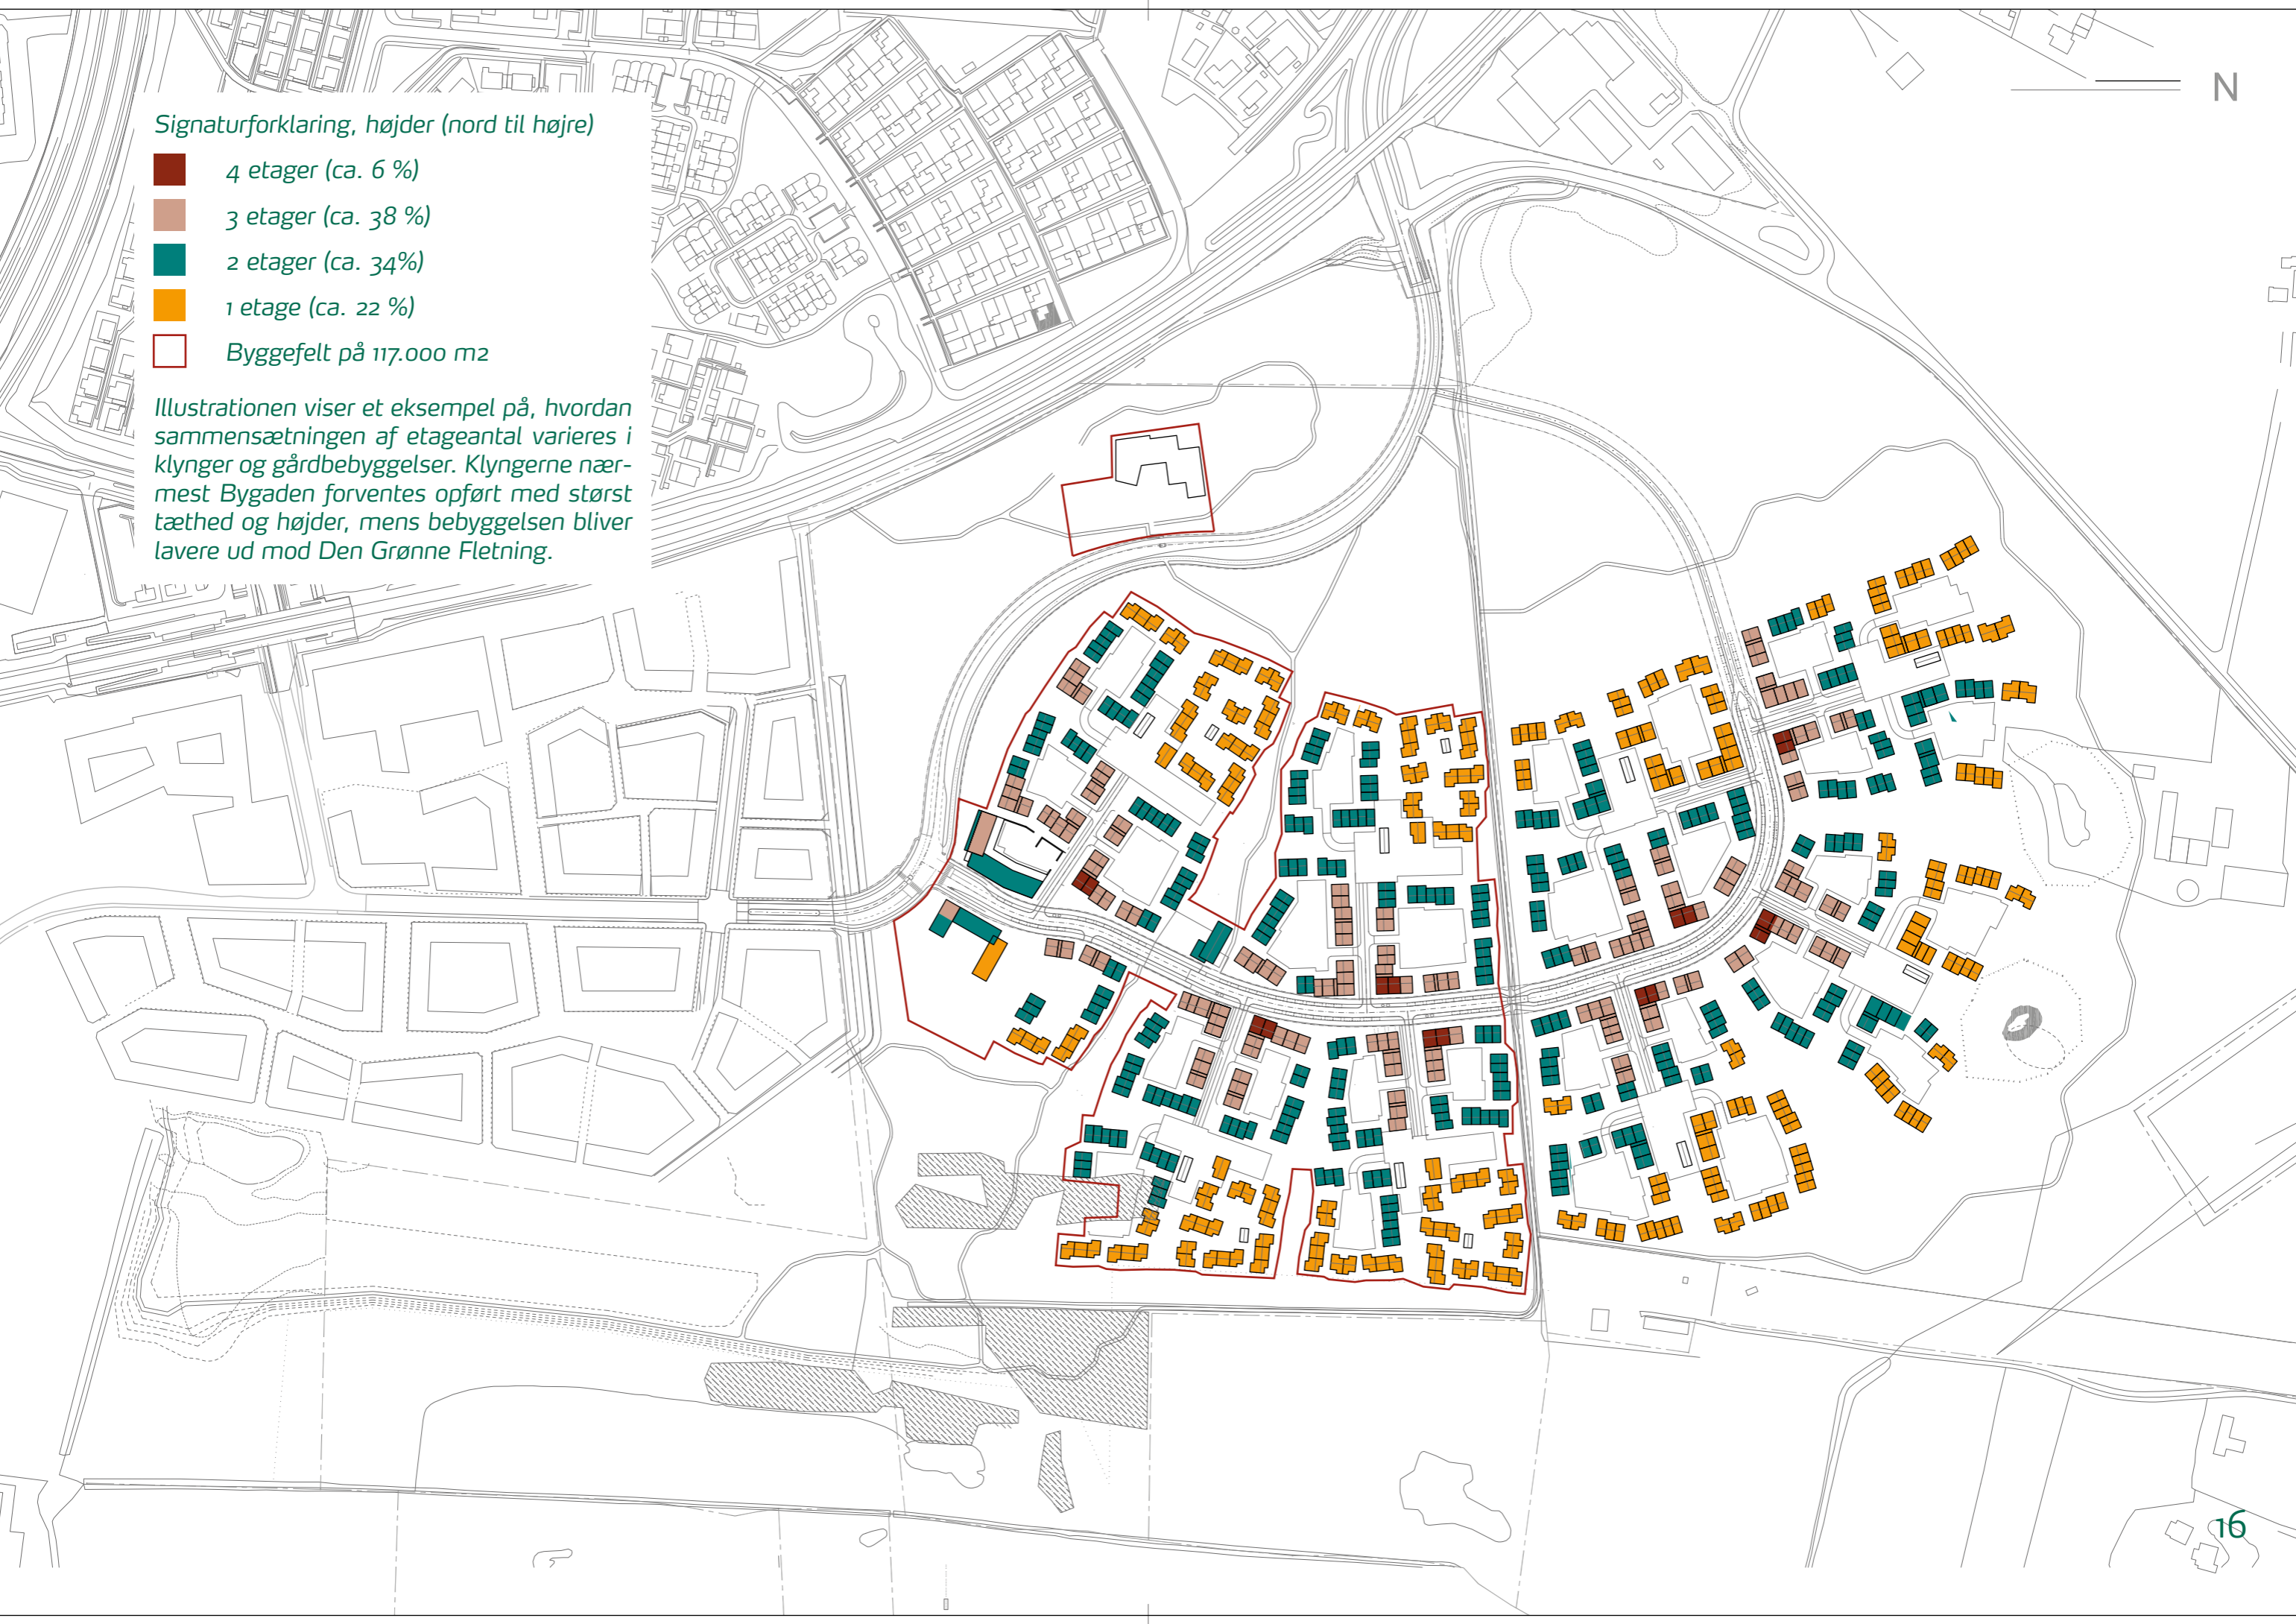 N
Signaturforklaring, højder (nord til højre)
4 etager (ca. 6 %)
3 etager (ca. 38 %)
2 etager (ca. 34%)
1 etage (ca. 22 %)
Byggefelt på 117.000 m2
Illustrationen viser et eksempel på, hvordan
sammensætningen af etageantal varieres i
klynger og gårdbebyggelser. Klyngerne nær-
mest Bygaden forventes opført med størst
tæthed og højder, mens bebyggelsen bliver
lavere ud mod Den Grønne Fletning.
16